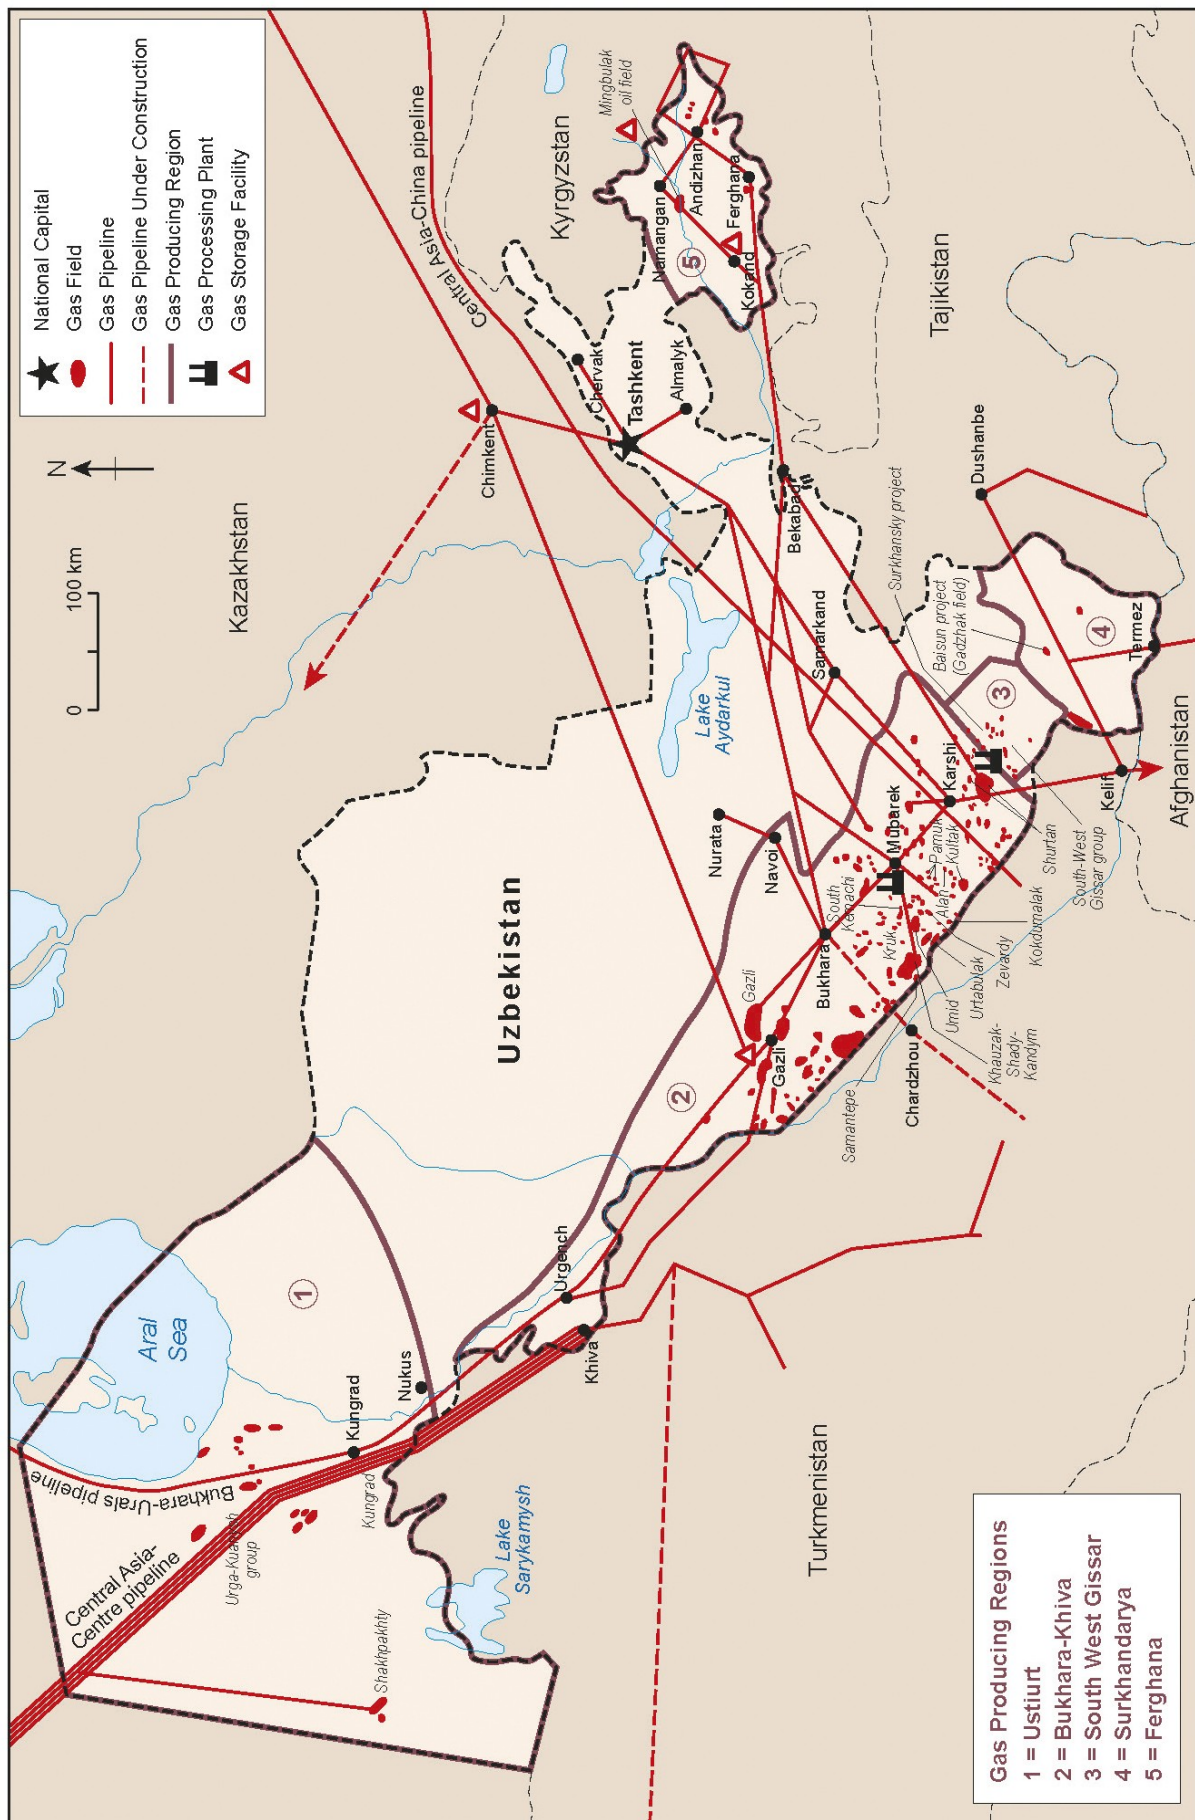 National Capital
Gas Field
Gas Pipeline
Gas Pipeline Under Construction
Gas Producing Region
Gas Processing Plant
Gas Storage Facility
N
0
100 km
Kazakhstan
Kyrgyzstan
Tajikistan
Afghanistan
Turkmenistan
Uzbekistan
Aral
Sea
Lake
Sarykamysh
Lake
Aydarkul
Central Asia-
Centre pipeline
Bukhara-Urals pipeline
Central Asia-China pipeline
Shakhpakhty
Urga-Kuanysh
group
Kungrad
Kungrad
Nukus
Urgench
Khiva
1
2
3
4
5
Gazli
Gazli
Bukhara
Nurata
Navoi
South
Kemachi
Kruk
Mubarek
Alan
Pamuk
Kultak
Karshi
Samarkand
Chimkent
Chervak
Tashkent
Almalyk
Bekabad
Namangan
Andizhan
Ferghana
Kokand
Mingbulak
oil field
Surkhansky project
Baisun project
(Gadzhak field)
Dushanbe
Termez
Kelif
Shurtan
South-West
Gissar group
Kokdumalak
Zevardy
Urtabulak
Umid
Khauzak-
Shady-
Kandym
Samantepe
Chardzhou
Gas Producing Regions
1 = Ustiurt
2 = Bukhara-Khiva
3 = South West Gissar
4 = Surkhandarya
5 = Ferghana